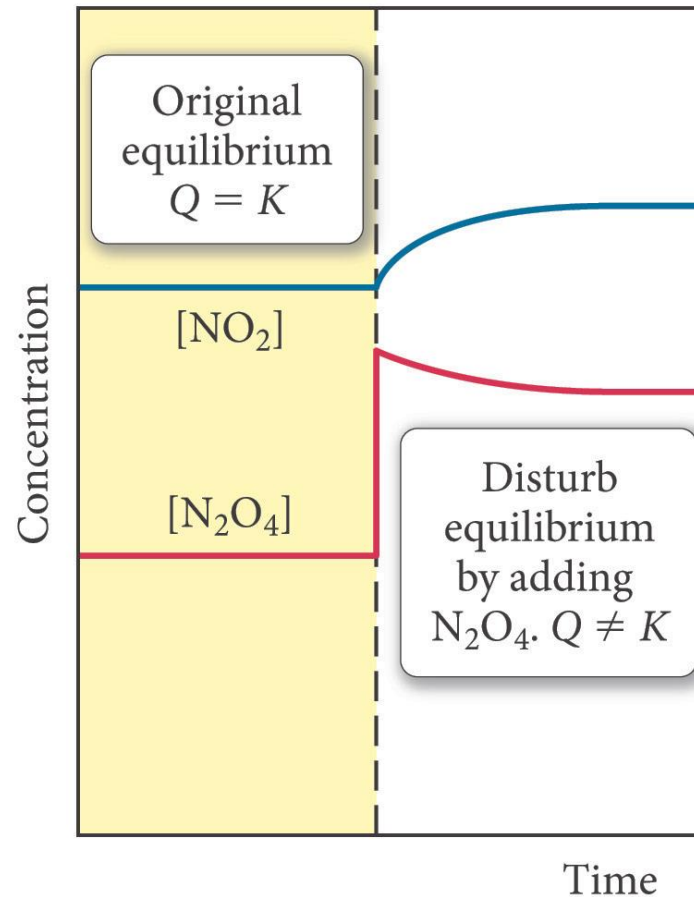 Original
equilibrium
Q = K
[NO₂]
[N₂O₄]
Disturb
equilibrium
by adding
N₂O₄. Q ≠ K
Concentration
Time